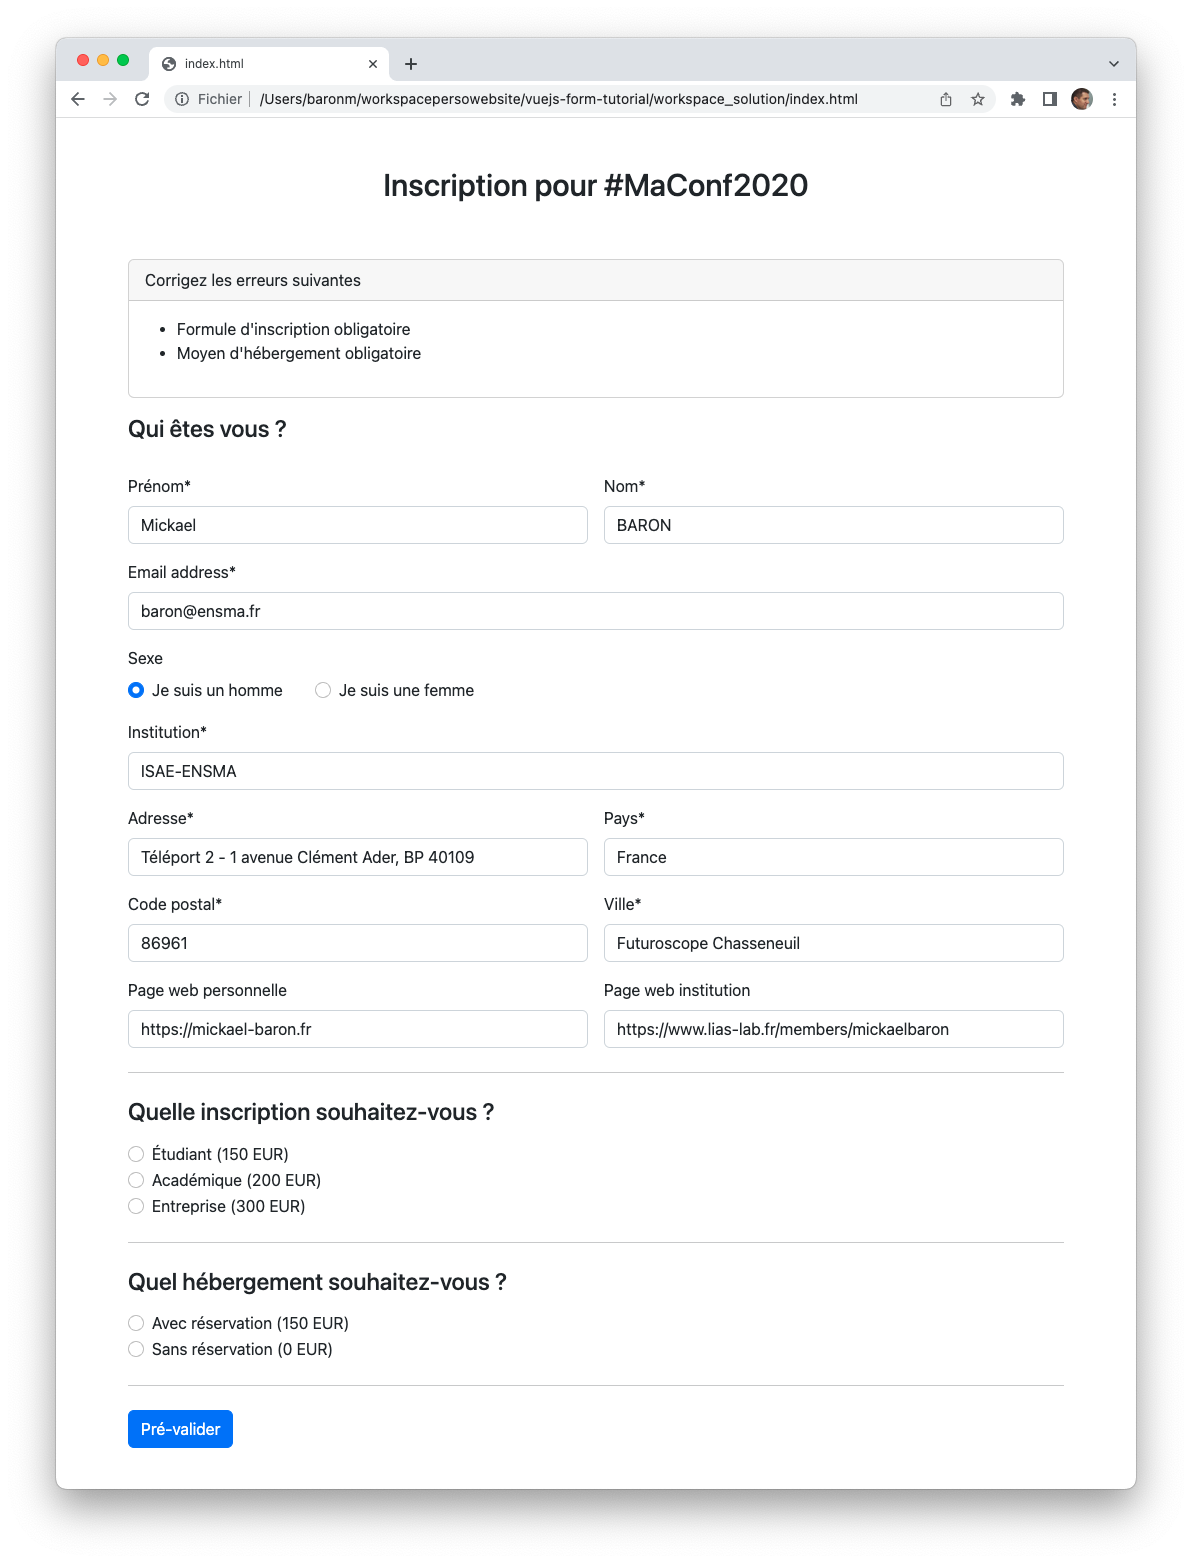 index.html
Fichier /Users/baronm/workspacepersowebsite/vuejs-form-tutorial/workspace_solution/index.html
Inscription pour #MaConf2020
Corrigez les erreurs suivantes
• Formule d'inscription obligatoire
• Moyen d'hébergement obligatoire
Qui êtes vous ?
Prénom* Nom*
Mickael BARON
Email address*
baron@ensma.fr
Sexe
Je suis un homme Je suis une femme
Institution*
ISAE-ENSMA
Adresse* Pays*
Téléport 2 - 1 avenue Clément Ader, BP 40109 France
Code postal* Ville*
86961 Futuroscope Chasseneuil
Page web personnelle Page web institution
https://mickael-baron.fr https://www.lias-lab.fr/members/mickaelbaron
Quelle inscription souhaitez-vous ?
Étudiant (150 EUR)
Académique (200 EUR)
Entreprise (300 EUR)
Quel hébergement souhaitez-vous ?
Avec réservation (150 EUR)
Sans réservation (0 EUR)
Pré-valider